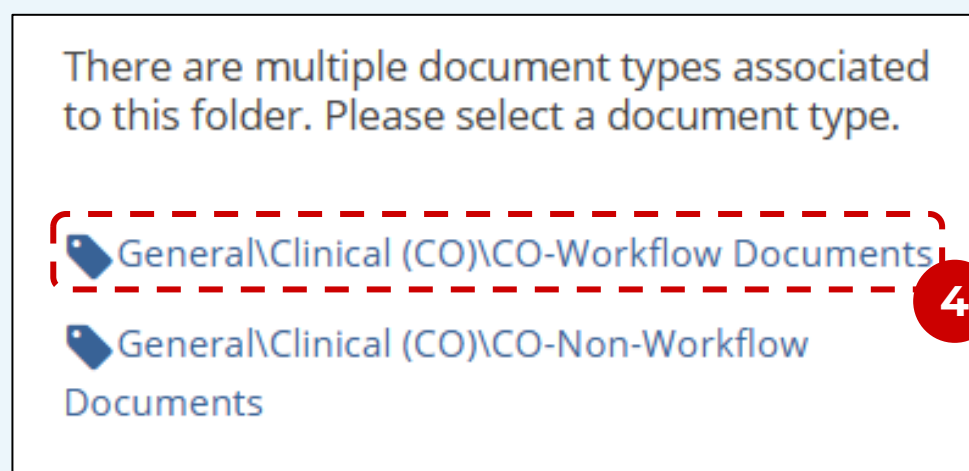 There are multiple document types associated
to this folder. Please select a document type.
General\Clinical (CO)\CO-Workflow Documents
4
General\Clinical (CO)\CO-Non-Workflow
Documents